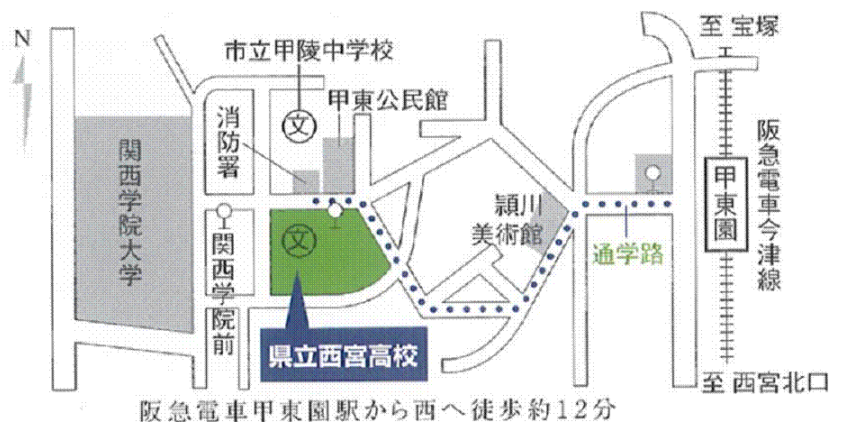 N
至 宝塚
市立甲陵中学校
文
甲東公民館
消防署
関西学院大学
阪急電車今津線
甲東園
頴川
美術館
通学路
文
関西学院前
県立西宮高校
至 西宮北口
阪急電車甲東園駅から西へ徒歩約12分